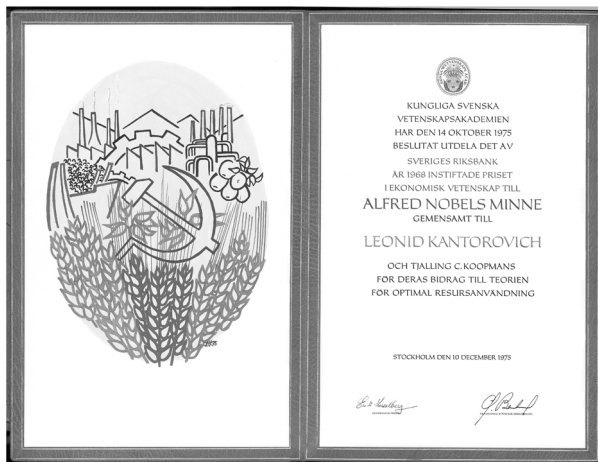 KUNGLIGA SVENSKA
VETENSKAPSAKADEMIEN
HAR DEN 14 OKTOBER 1975
BESLUTAT UTDELA DET AV
SVERIGES RIKSBANK
ÅR 1968 INSTIFTADE PRISET
I EKONOMISK VETENSKAP TILL
ALFRED NOBELS MINNE
GEMENSAMT TILL
LEONID KANTOROVICH
OCH TJALLING C. KOOPMANS
FÖR DERAS BIDRAG TILL TEORIEN
FÖR OPTIMAL RESURSANVÄNDNING
STOCKHOLM DEN 10 DECEMBER 1975